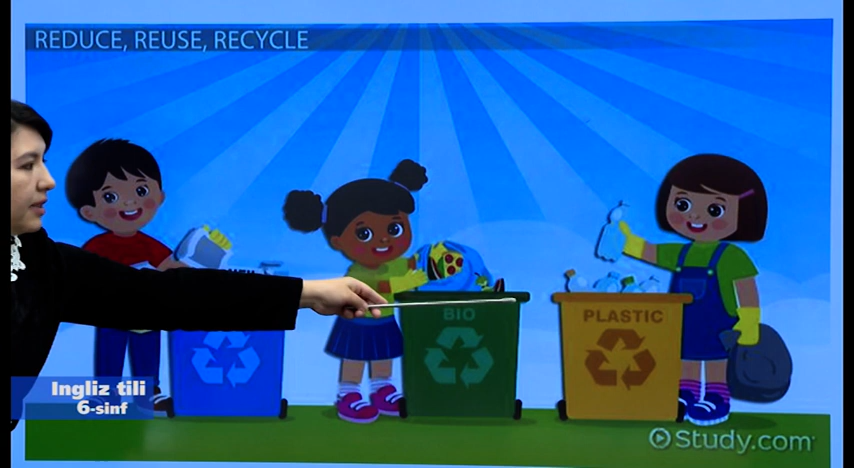 REDUCE, REUSE, RECYCLE
BIO
PLASTIC
Ingliz tili
6-sinf
Study.com